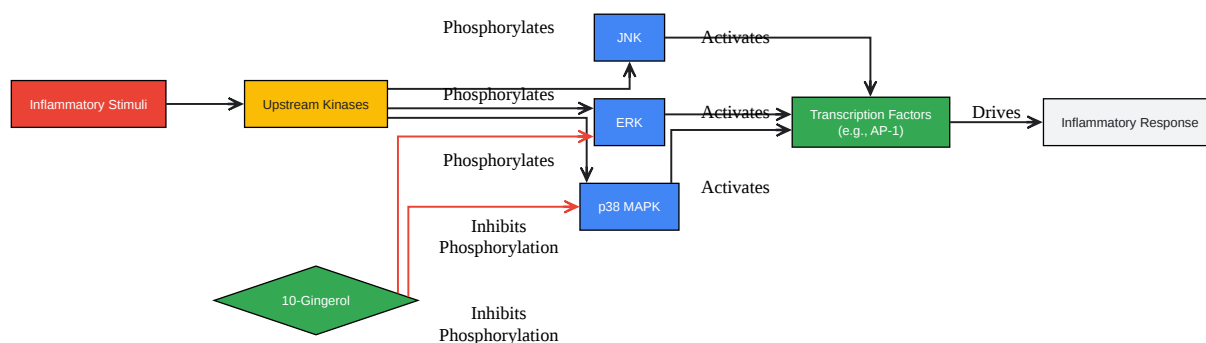 Phosphorylates
JNK
Activates
Inflammatory Stimuli
Upstream Kinases
Phosphorylates
ERK
Activates
Transcription Factors
(e.g., AP-1)
Drives
Inflammatory Response
Phosphorylates
p38 MAPK
Activates
Inhibits
Phosphorylation
10-Gingerol
Inhibits
Phosphorylation